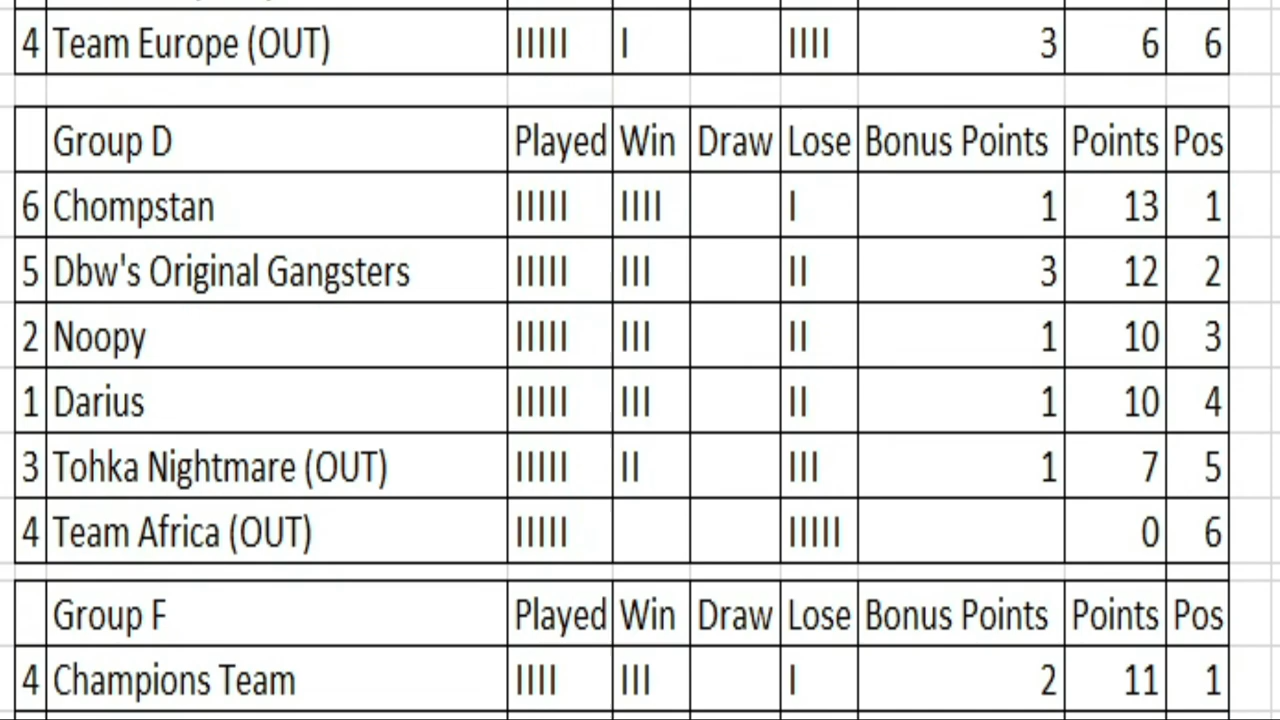 4 Team Europe (OUT) IIIII I IIII 3 6 6
Group D Played Win Draw Lose Bonus Points Points Pos
6 Chompstan IIIII IIII I 1 13 1
5 Dbw's Original Gangsters IIIII III II 3 12 2
2 Noopy IIIII III II 1 10 3
1 Darius IIIII III II 1 10 4
3 Tohka Nightmare (OUT) IIIII II III 1 7 5
4 Team Africa (OUT) IIIII IIIII 0 6
Group F Played Win Draw Lose Bonus Points Points Pos
4 Champions Team IIII III I 2 11 1